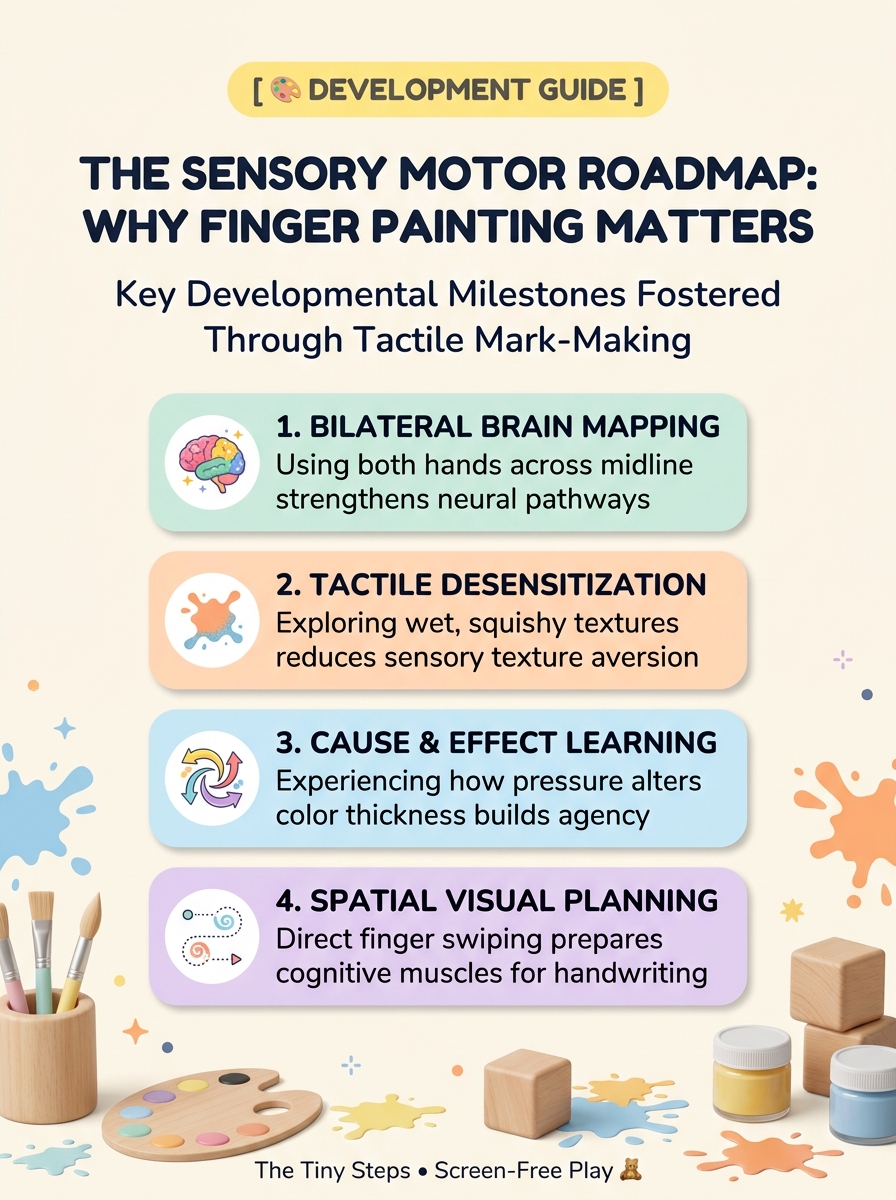 [ 🎨 DEVELOPMENT GUIDE ]
THE SENSORY MOTOR ROADMAP:
WHY FINGER PAINTING MATTERS
Key Developmental Milestones Fostered
Through Tactile Mark-Making
1. BILATERAL BRAIN MAPPING
Using both hands across midline
strengthens neural pathways
2. TACTILE DESENSITIZATION
Exploring wet, squishy textures
reduces sensory texture aversion
3. CAUSE & EFFECT LEARNING
Experiencing how pressure alters
color thickness builds agency
4. SPATIAL VISUAL PLANNING
Direct finger swiping prepares
cognitive muscles for handwriting
The Tiny Steps • Screen-Free Play 🧸